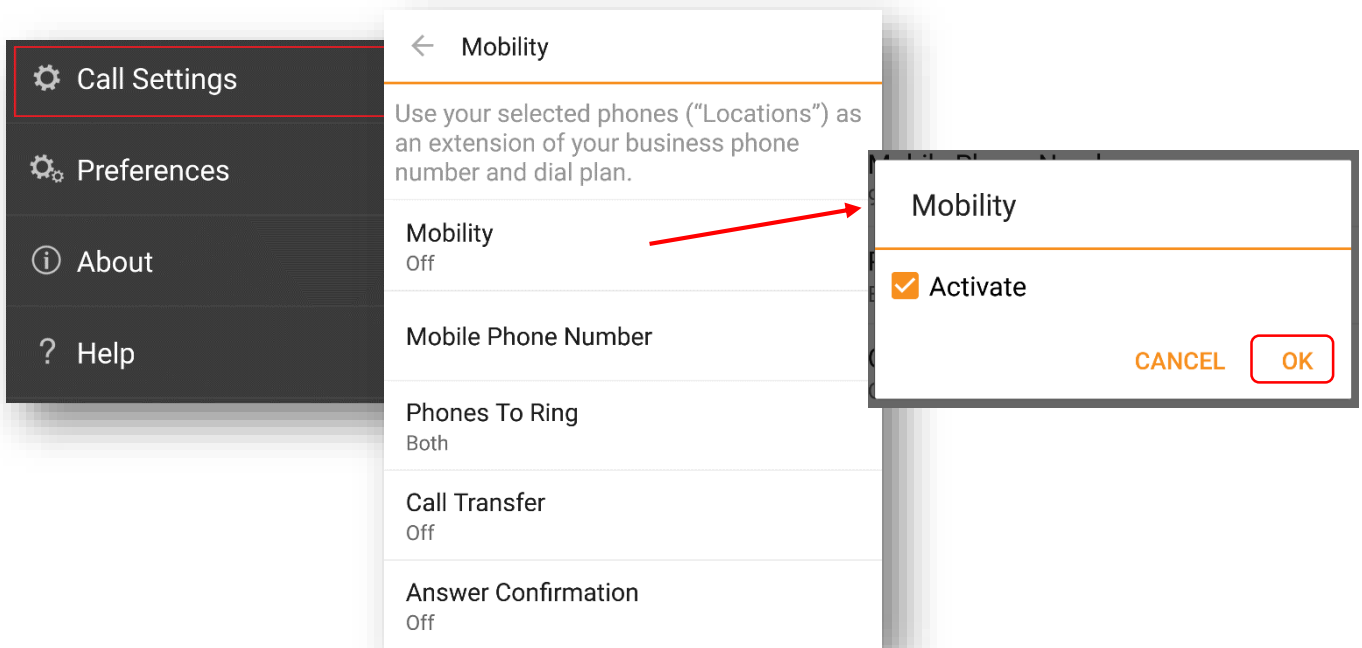 Call Settings
Preferences
About
? Help
Mobility
Use your selected phones (“Locations”) as
an extension of your business phone
number and dial plan.
Mobility
Off
Mobile Phone Number
Phones To Ring
Both
Call Transfer
Off
Answer Confirmation
Off
Mobility
Activate
CANCEL OK